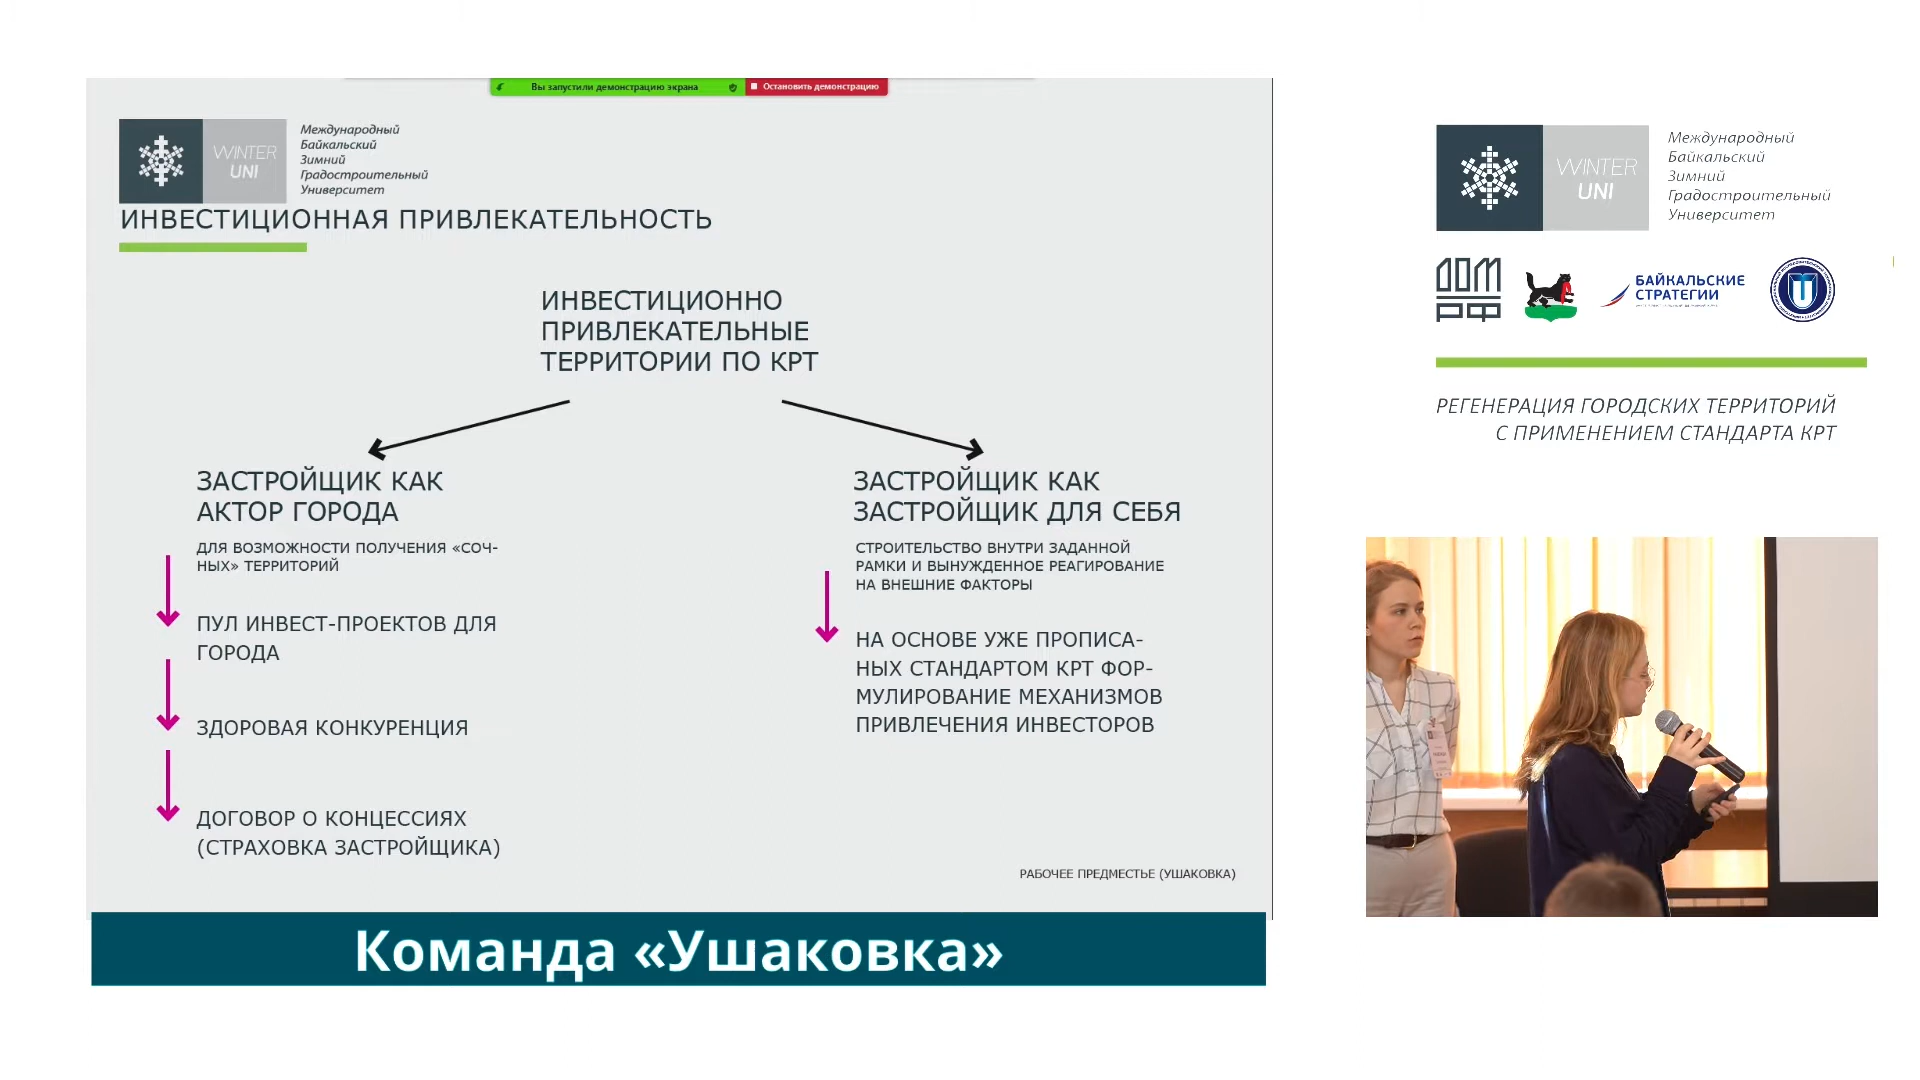 Вы запустили демонстрацию экрана
Остановить демонстрацию
WINTER
UNI
Международный
Байкальский
Зимний
Градостроительный
Университет
ИНВЕСТИЦИОННАЯ ПРИВЛЕКАТЕЛЬНОСТЬ
ИНВЕСТИЦИОННО
ПРИВЛЕКАТЕЛЬНЫЕ
ТЕРРИТОРИИ ПО КРТ
ЗАСТРОЙЩИК КАК
АКТОР ГОРОДА
ДЛЯ ВОЗМОЖНОСТИ ПОЛУЧЕНИЯ «СОЧ-
НЫХ» ТЕРРИТОРИЙ
ПУЛ ИНВЕСТ-ПРОЕКТОВ ДЛЯ
ГОРОДА
ЗДОРОВАЯ КОНКУРЕНЦИЯ
ДОГОВОР О КОНЦЕССИЯХ
(СТРАХОВКА ЗАСТРОЙЩИКА)
ЗАСТРОЙЩИК КАК
ЗАСТРОЙЩИК ДЛЯ СЕБЯ
СТРОИТЕЛЬСТВО ВНУТРИ ЗАДАННОЙ
РАМКИ И ВЫНУЖДЕННОЕ РЕАГИРОВАНИЕ
НА ВНЕШНИЕ ФАКТОРЫ
НА ОСНОВЕ УЖЕ ПРОПИСА-
НЫХ СТАНДАРТОМ КРТ ФОР-
МУЛИРОВАНИЕ МЕХАНИЗМОВ
ПРИВЛЕЧЕНИЯ ИНВЕСТОРОВ
РАБОЧЕЕ ПРЕДМЕСТЬЕ (УШАКОВКА)
Команда «Ушаковка»
WINTER
UNI
Международный
Байкальский
Зимний
Градостроительный
Университет
ДОМ
РФ
БАЙКАЛЬСКИЕ
СТРАТЕГИИ
РЕГЕНЕРАЦИЯ ГОРОДСКИХ ТЕРРИТОРИЙ
С ПРИМЕНЕНИЕМ СТАНДАРТА КРТ